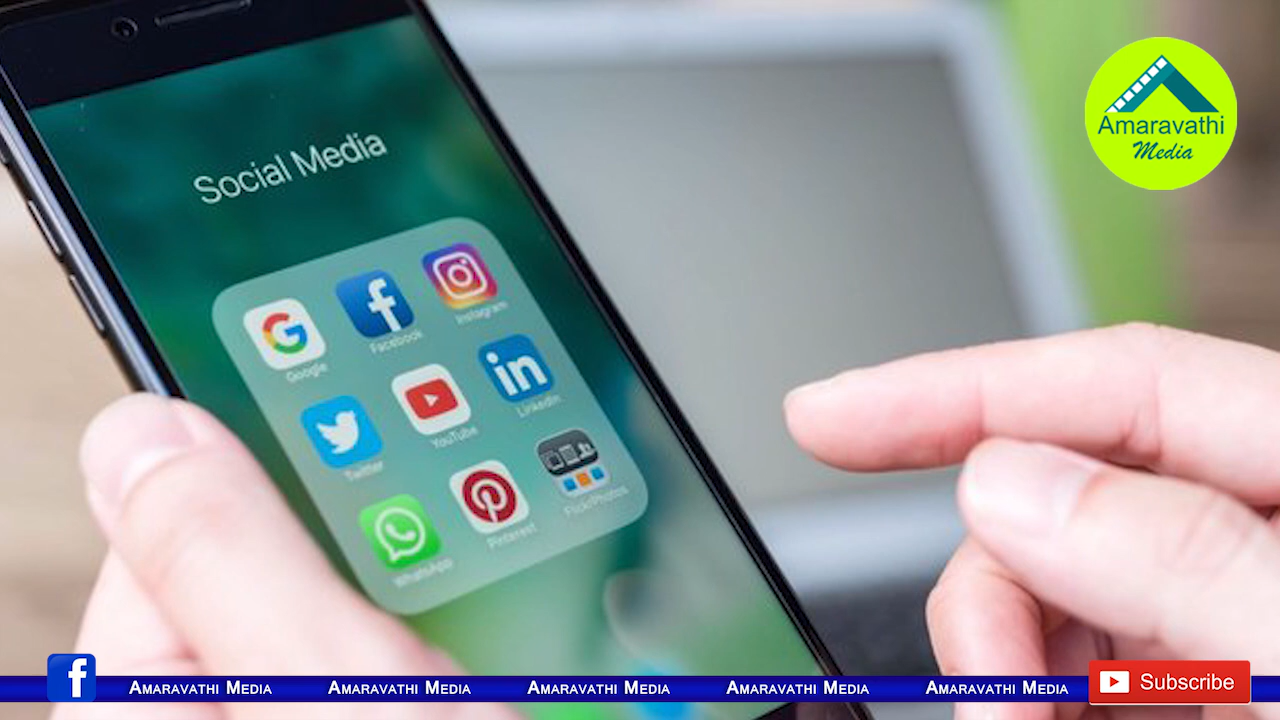 Amaravathi
Media
Social Media
Google
Facebook
Instagram
Twitter
YouTube
LinkedIn
WhatsApp
Pinterest
FlickPhotos
f Amaravathi Media Amaravathi Media Amaravathi Media Amaravathi Media Amaravathi Media Subscribe